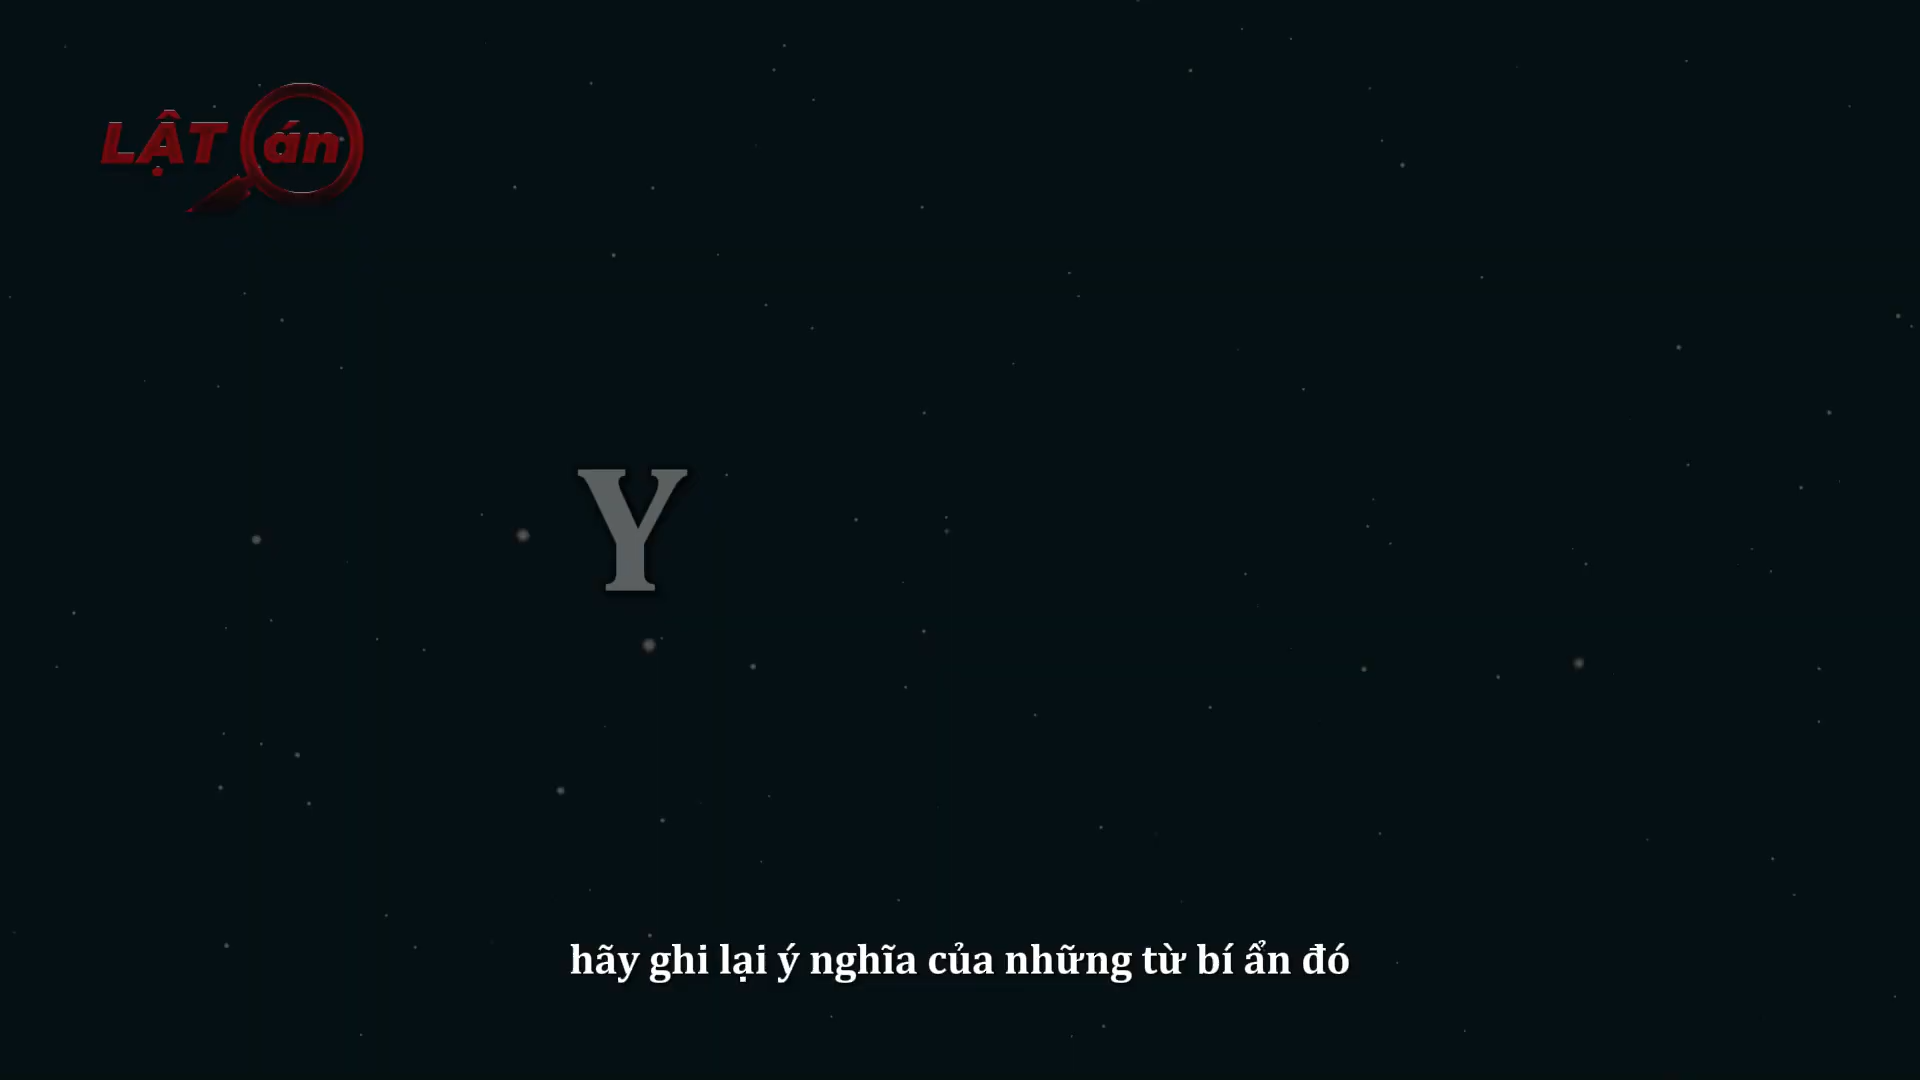 LẬT án
Y
hãy ghi lại ý nghĩa của những từ bí ẩn đó